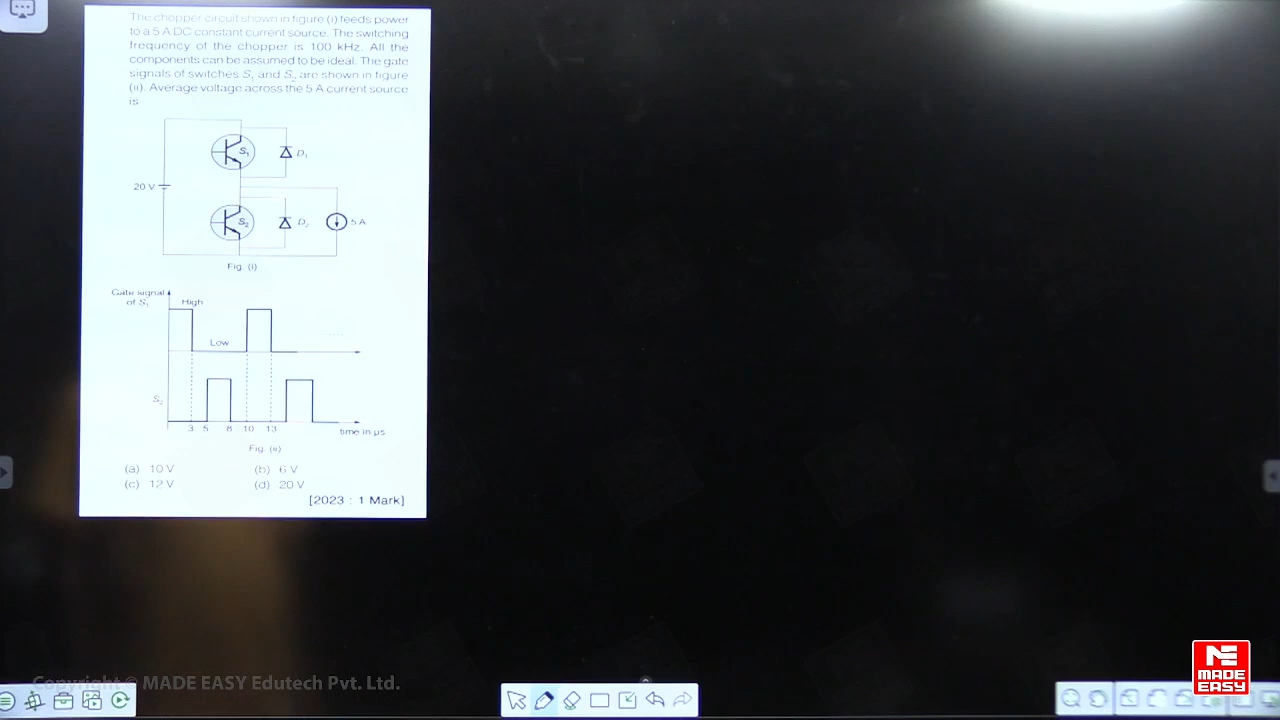 The chopper circuit shown in figure (i) feeds power
to a 5 A DC constant current source. The switching
frequency of the chopper is 100 kHz. All the
components can be assumed to be ideal. The gate
signals of switches S₁ and S₂ are shown in figure
(ii). Average voltage across the 5 A current source
is
S₁
D₁
20 V
S₂
D₂
5 A
Fig. (i)
Gate signal
of S₁
High
Low
S₂
3 5 8 10 13
time in μs
Fig. (ii)
(a) 10 V (b) 6 V
(c) 12 V (d) 20 V
[2023 : 1 Mark]
Copyright © MADE EASY Edutech Pvt. Ltd.
ME
MADE
EASY